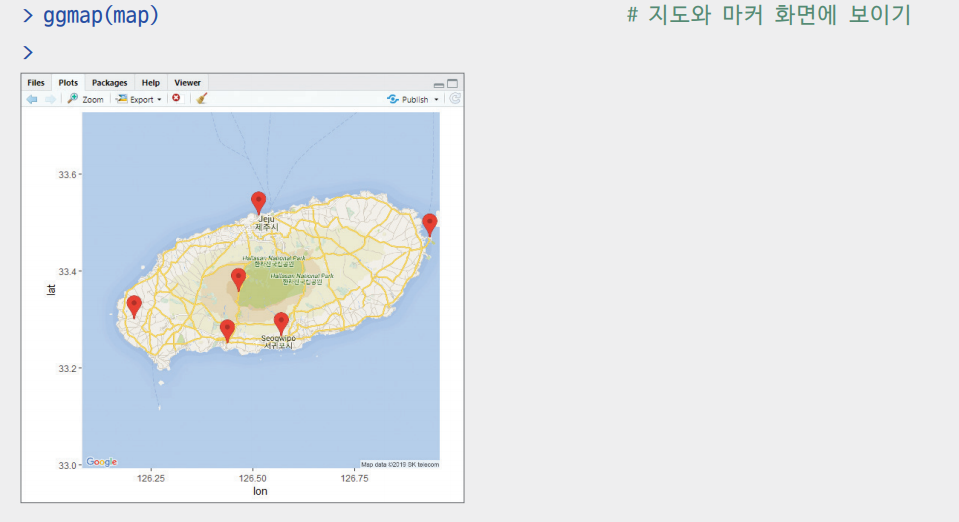 > ggmap(map) # 지도와 마커 화면에 보이기
>
Files Plots Packages Help Viewer
Zoom Export Publish
33.6
Jeju
제주시
Hallasan National Park
한라산국립공원
Hallasan National Park
한라산국립공원
33.4
lat
Seogwipo
서귀포시
33.2
33.0
Google
Map data ©2019 SK telecom
126.25 126.50 126.75
lon